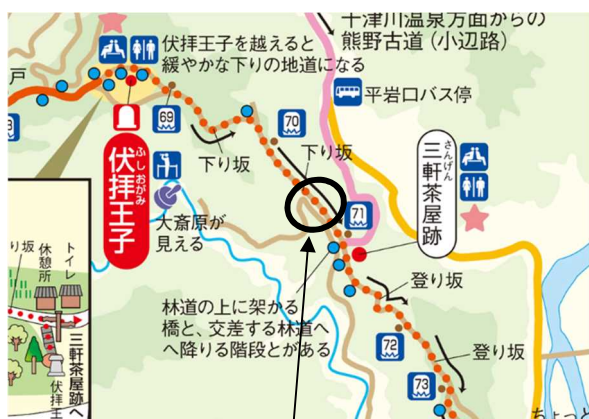 十津川温泉方面からの
熊野古道（小辺路）
伏拝王子を越えると
緩やかな下りの地道になる
戸
69
70
平岩口バス停
下り坂
下り坂
ふしおがみ
伏拝王子
さんげん
三軒茶屋跡
71
大斎原が
見える
登り坂
林道の上に架かる
橋と、交差する林道へ
へ降りる階段とがある
72
登り坂
73
り坂
休憩所
トイレ
三軒茶屋跡へ
伏拝王
ちょっと